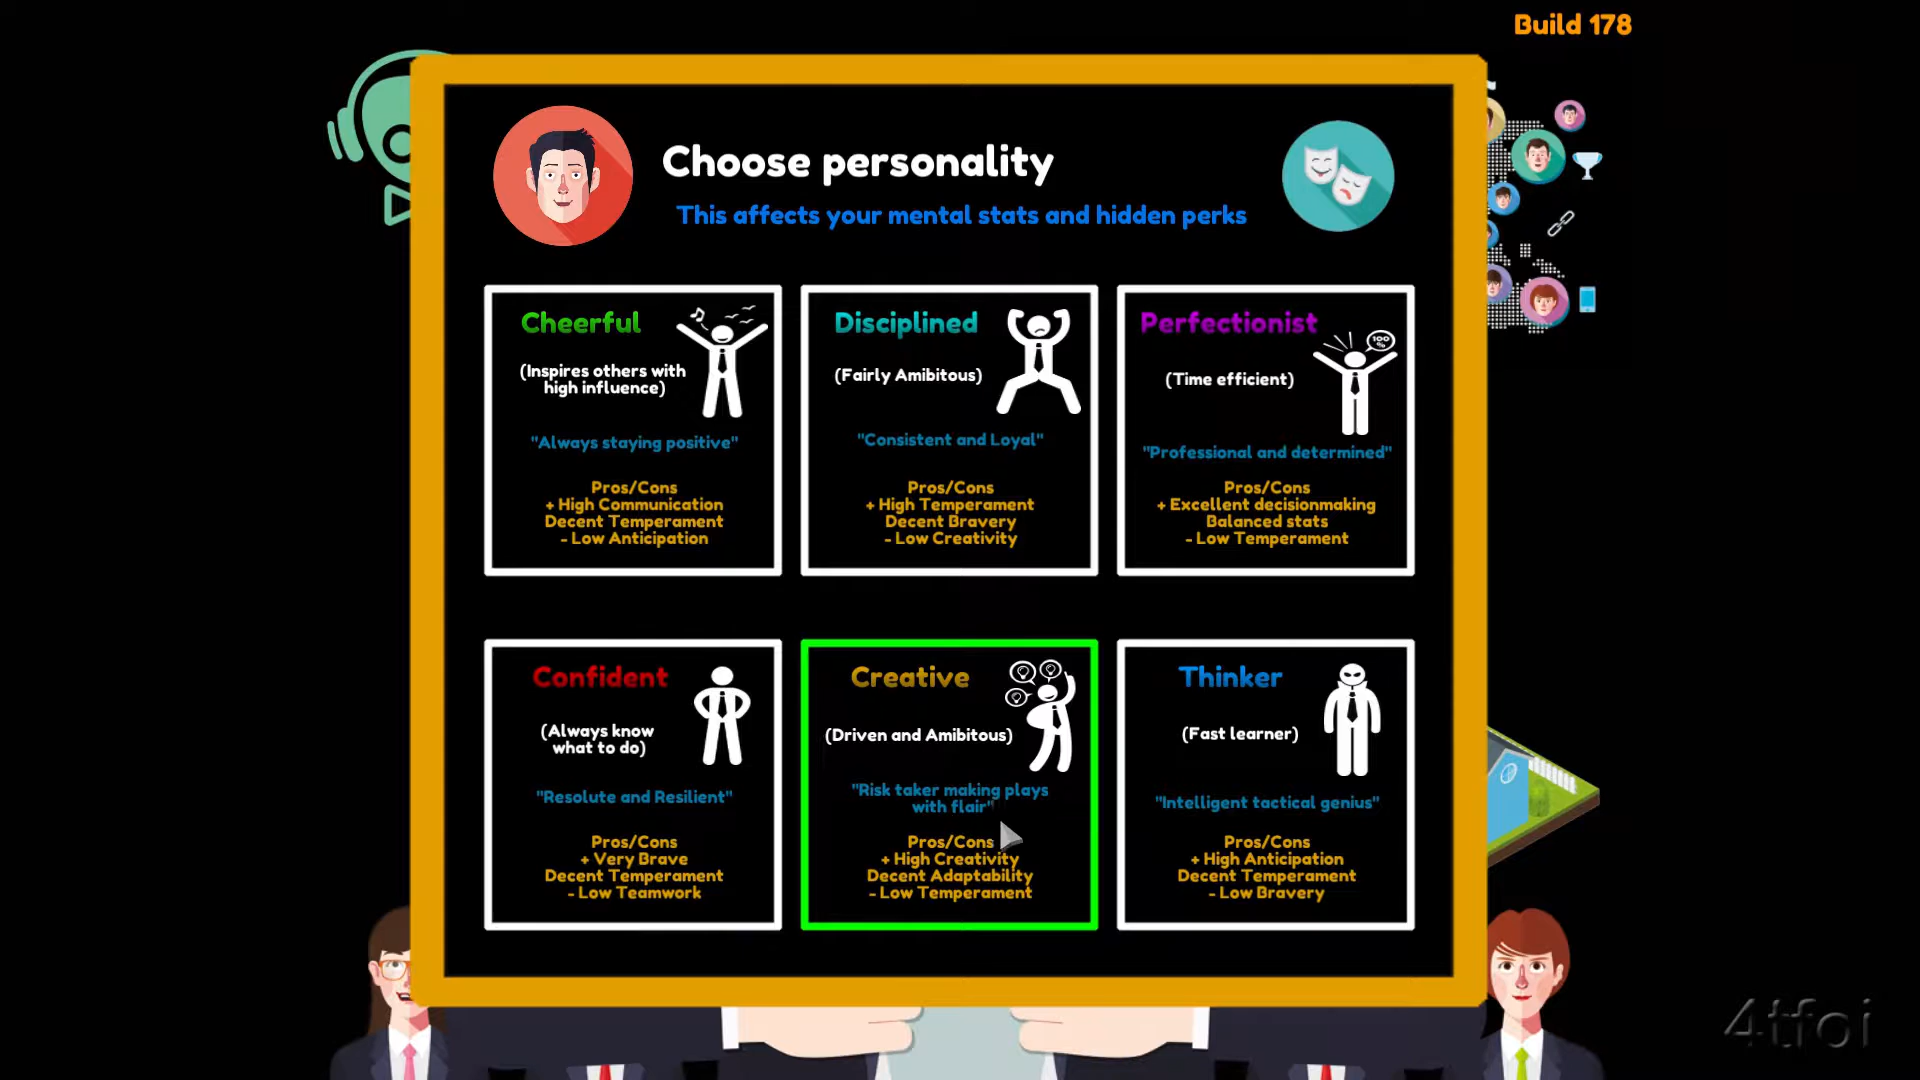 Build 178
Choose personality
This affects your mental stats and hidden perks
Cheerful
(Inspires others with
high influence)
"Always staying positive"
Pros/Cons
+ High Communication
Decent Temperament
- Low Anticipation
Disciplined
(Fairly Amibitous)
"Consistent and Loyal"
Pros/Cons
+ High Temperament
Decent Bravery
- Low Creativity
Perfectionist
100
%
(Time efficient)
"Professional and determined"
Pros/Cons
+ Excellent decisionmaking
Balanced stats
- Low Temperament
Confident
(Always know
what to do)
"Resolute and Resilient"
Pros/Cons
+ Very Brave
Decent Temperament
- Low Teamwork
Creative
(Driven and Amibitous)
"Risk taker making plays
with flair"
Pros/Cons
+ High Creativity
Decent Adaptability
- Low Temperament
Thinker
(Fast learner)
"Intelligent tactical genius"
Pros/Cons
+ High Anticipation
Decent Temperament
- Low Bravery
4tfoi